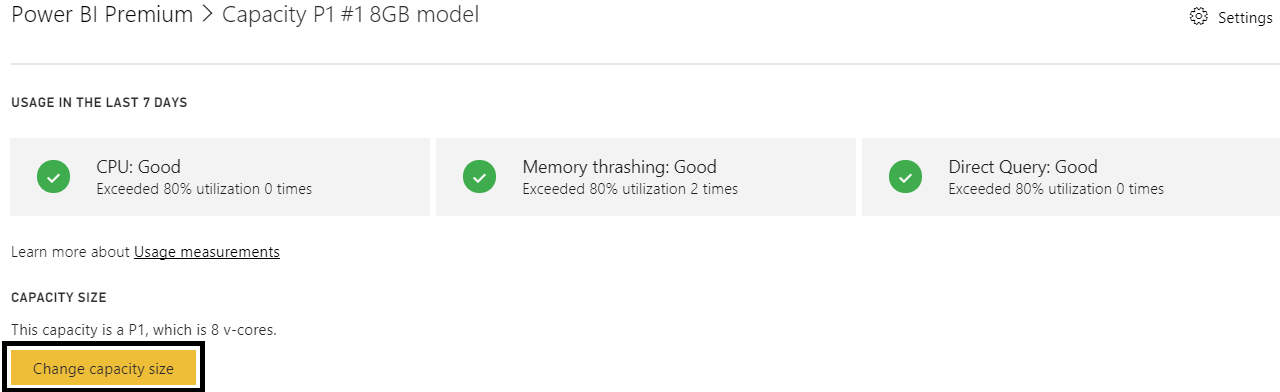 Power BI Premium > Capacity P1 #1 8GB model
Settings
USAGE IN THE LAST 7 DAYS
CPU: Good
Exceeded 80% utilization 0 times
Memory thrashing: Good
Exceeded 80% utilization 2 times
Direct Query: Good
Exceeded 80% utilization 0 times
Learn more about Usage measurements
CAPACITY SIZE
This capacity is a P1, which is 8 v-cores.
Change capacity size